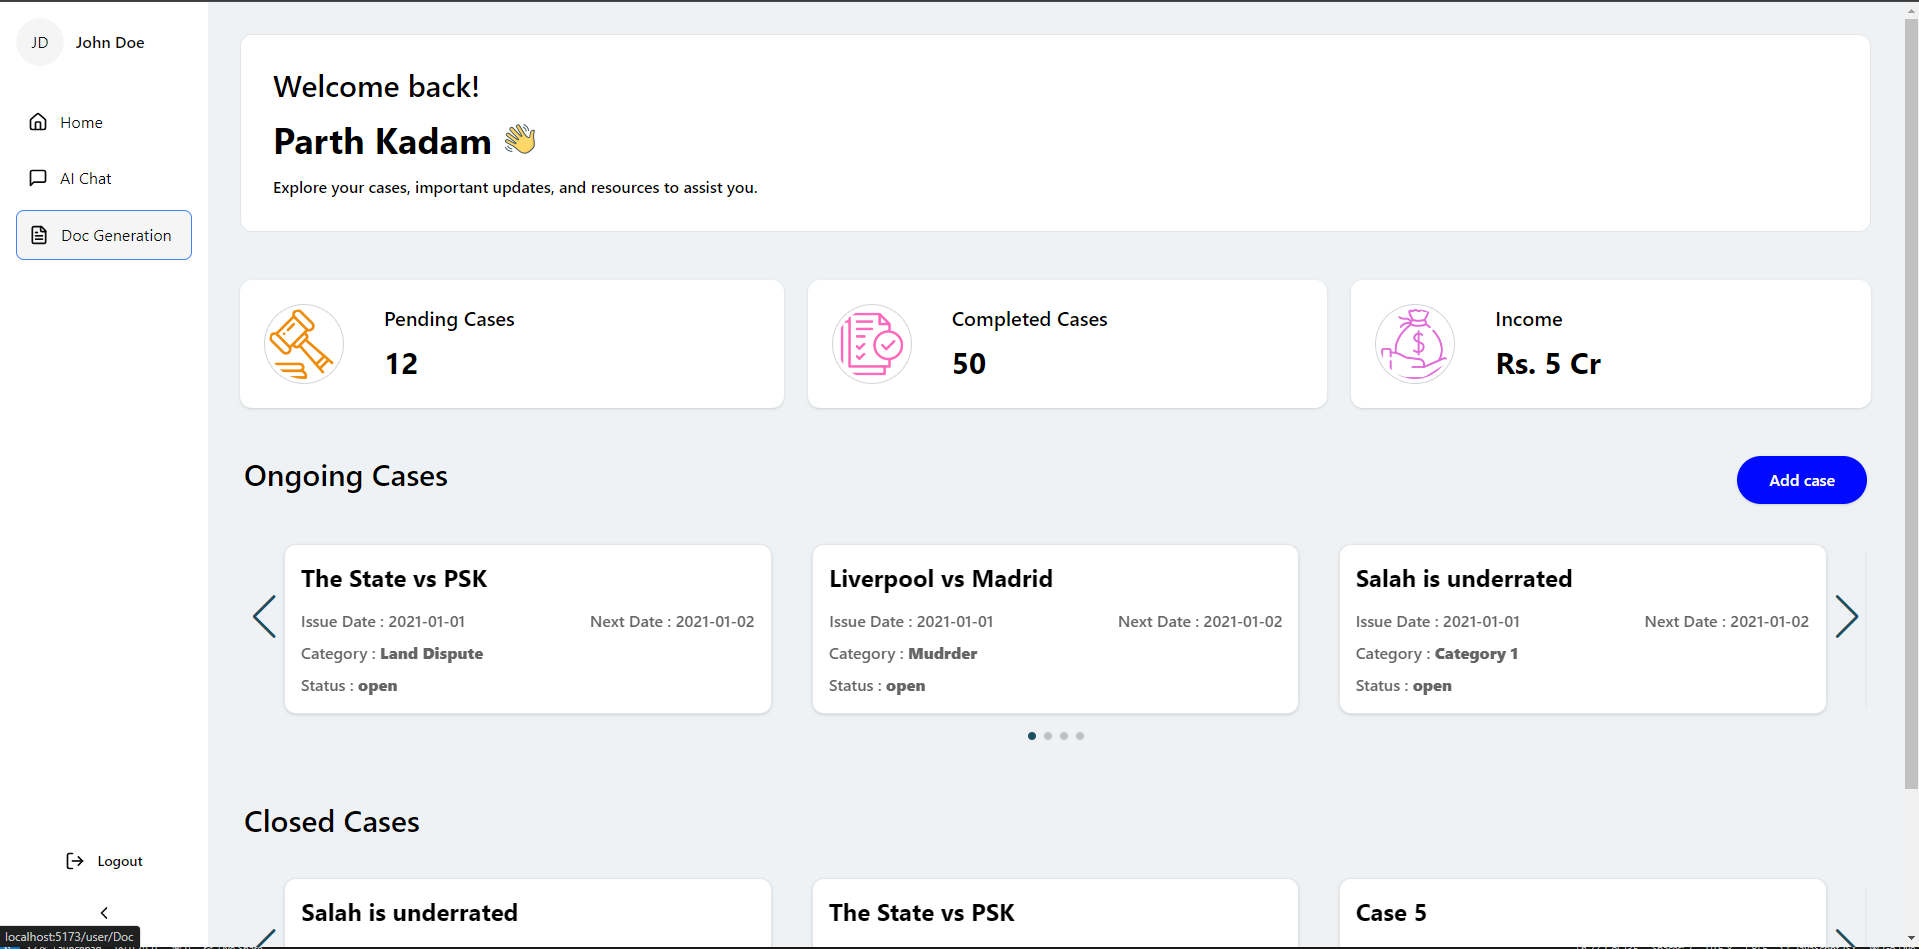 JD John Doe
Home
AI Chat
Doc Generation
Logout
localhost:5173/user/Doc
Welcome back!
Parth Kadam 👋
Explore your cases, important updates, and resources to assist you.
Pending Cases
12
Completed Cases
50
Income
Rs. 5 Cr
Ongoing Cases
Add case
The State vs PSK
Issue Date : 2021-01-01 Next Date : 2021-01-02
Category : Land Dispute
Status : open
Liverpool vs Madrid
Issue Date : 2021-01-01 Next Date : 2021-01-02
Category : Mudrder
Status : open
Salah is underrated
Issue Date : 2021-01-01 Next Date : 2021-01-02
Category : Category 1
Status : open
Closed Cases
Salah is underrated
The State vs PSK
Case 5